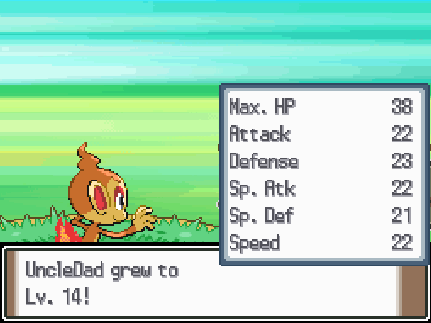 Max. HP 38
Attack 22
Defense 23
Sp. Atk 22
Sp. Def 21
Speed 22
UncleDad grew to
Lv. 14!